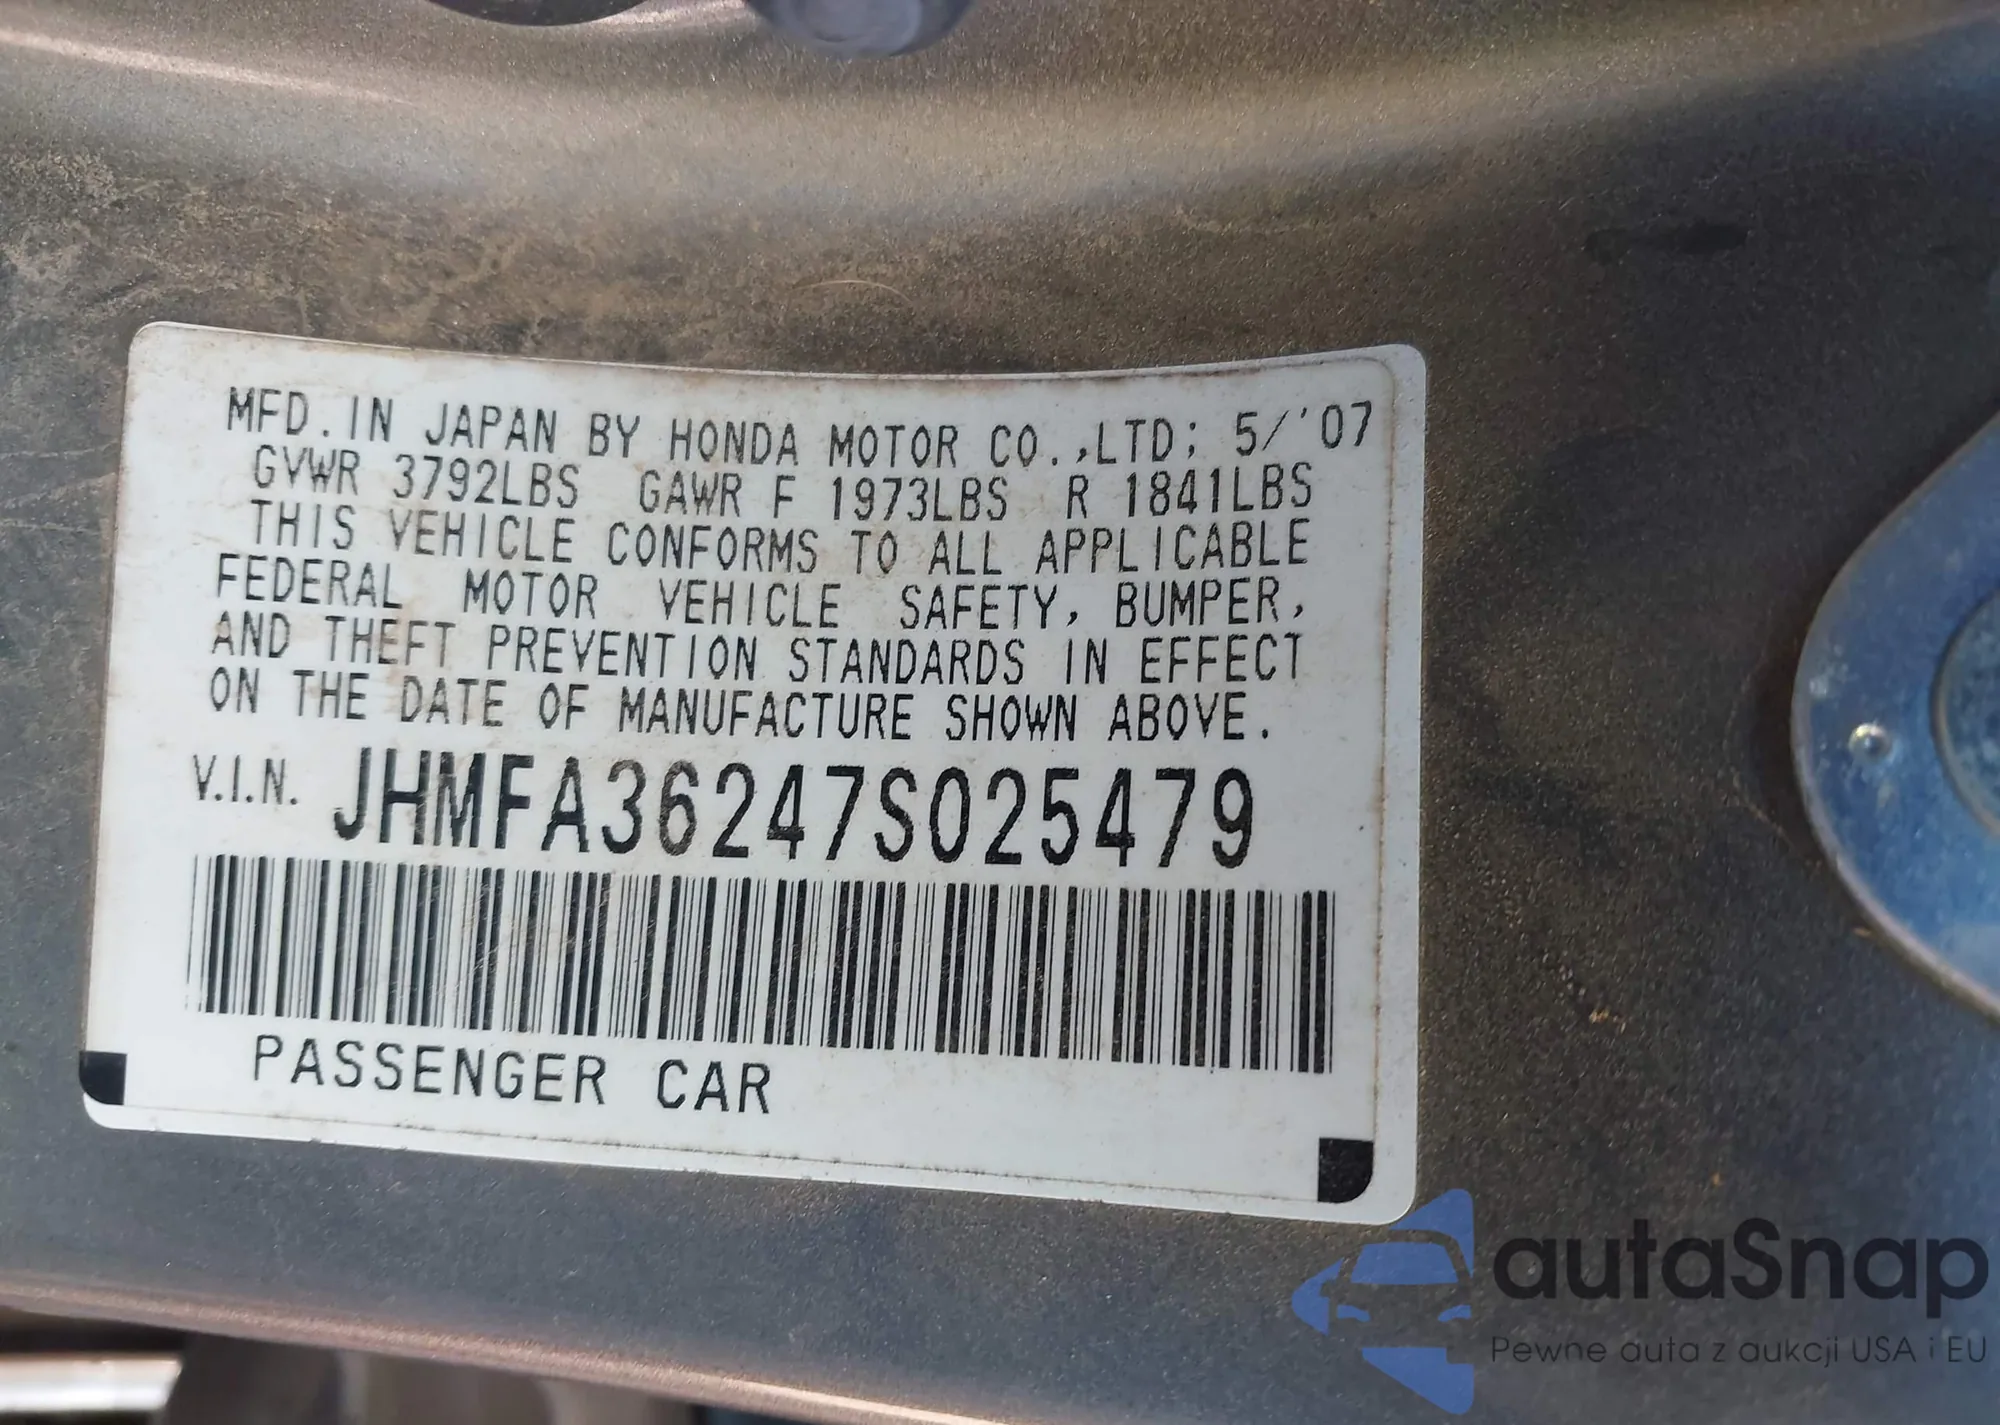 MFD. IN JAPAN BY HONDA MOTOR CO.,LTD; 5/'07
GVWR 3792LBS GAWR F 1973LBS R 1841LBS
THIS VEHICLE CONFORMS TO ALL APPLICABLE
FEDERAL MOTOR VEHICLE SAFETY, BUMPER,
AND THEFT PREVENTION STANDARDS IN EFFECT
ON THE DATE OF MANUFACTURE SHOWN ABOVE.
V.I.N. JHMFA36247S025479
PASSENGER CAR
autaSnap
Pewne auta z aukcji USA i EU